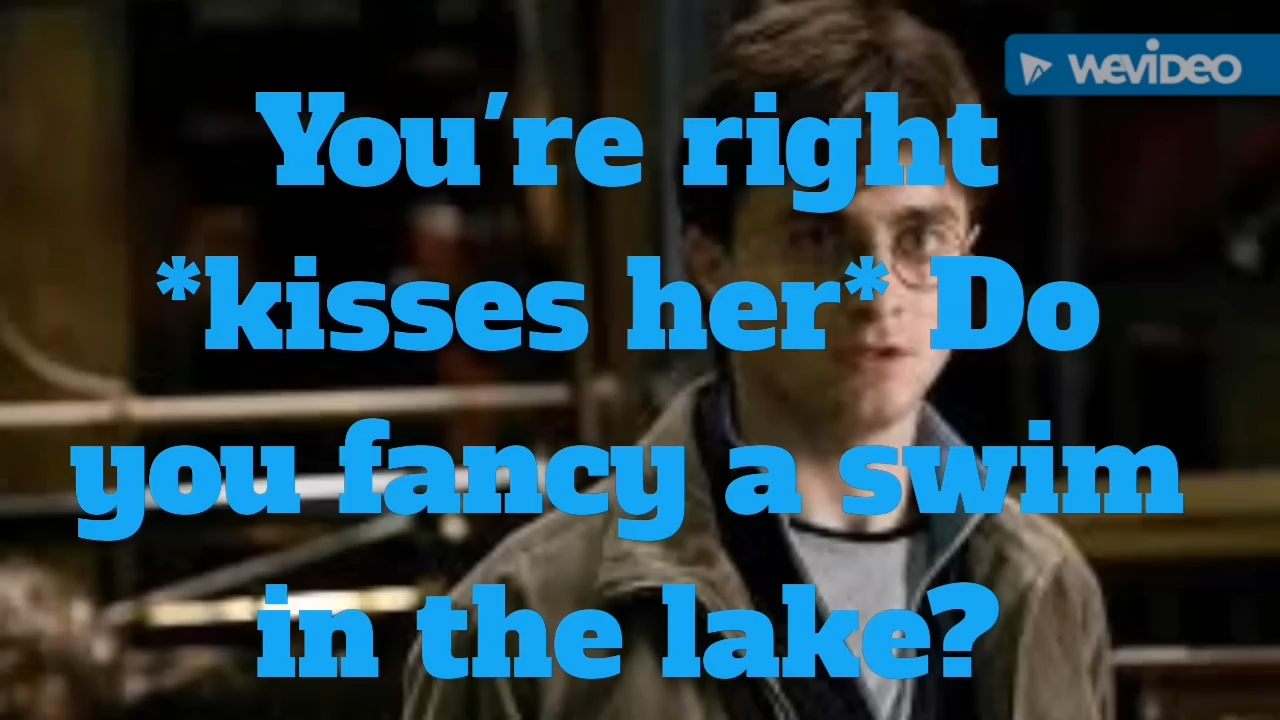 WEVIDEO
You're right
*kisses her* Do
you fancy a swim
in the lake?